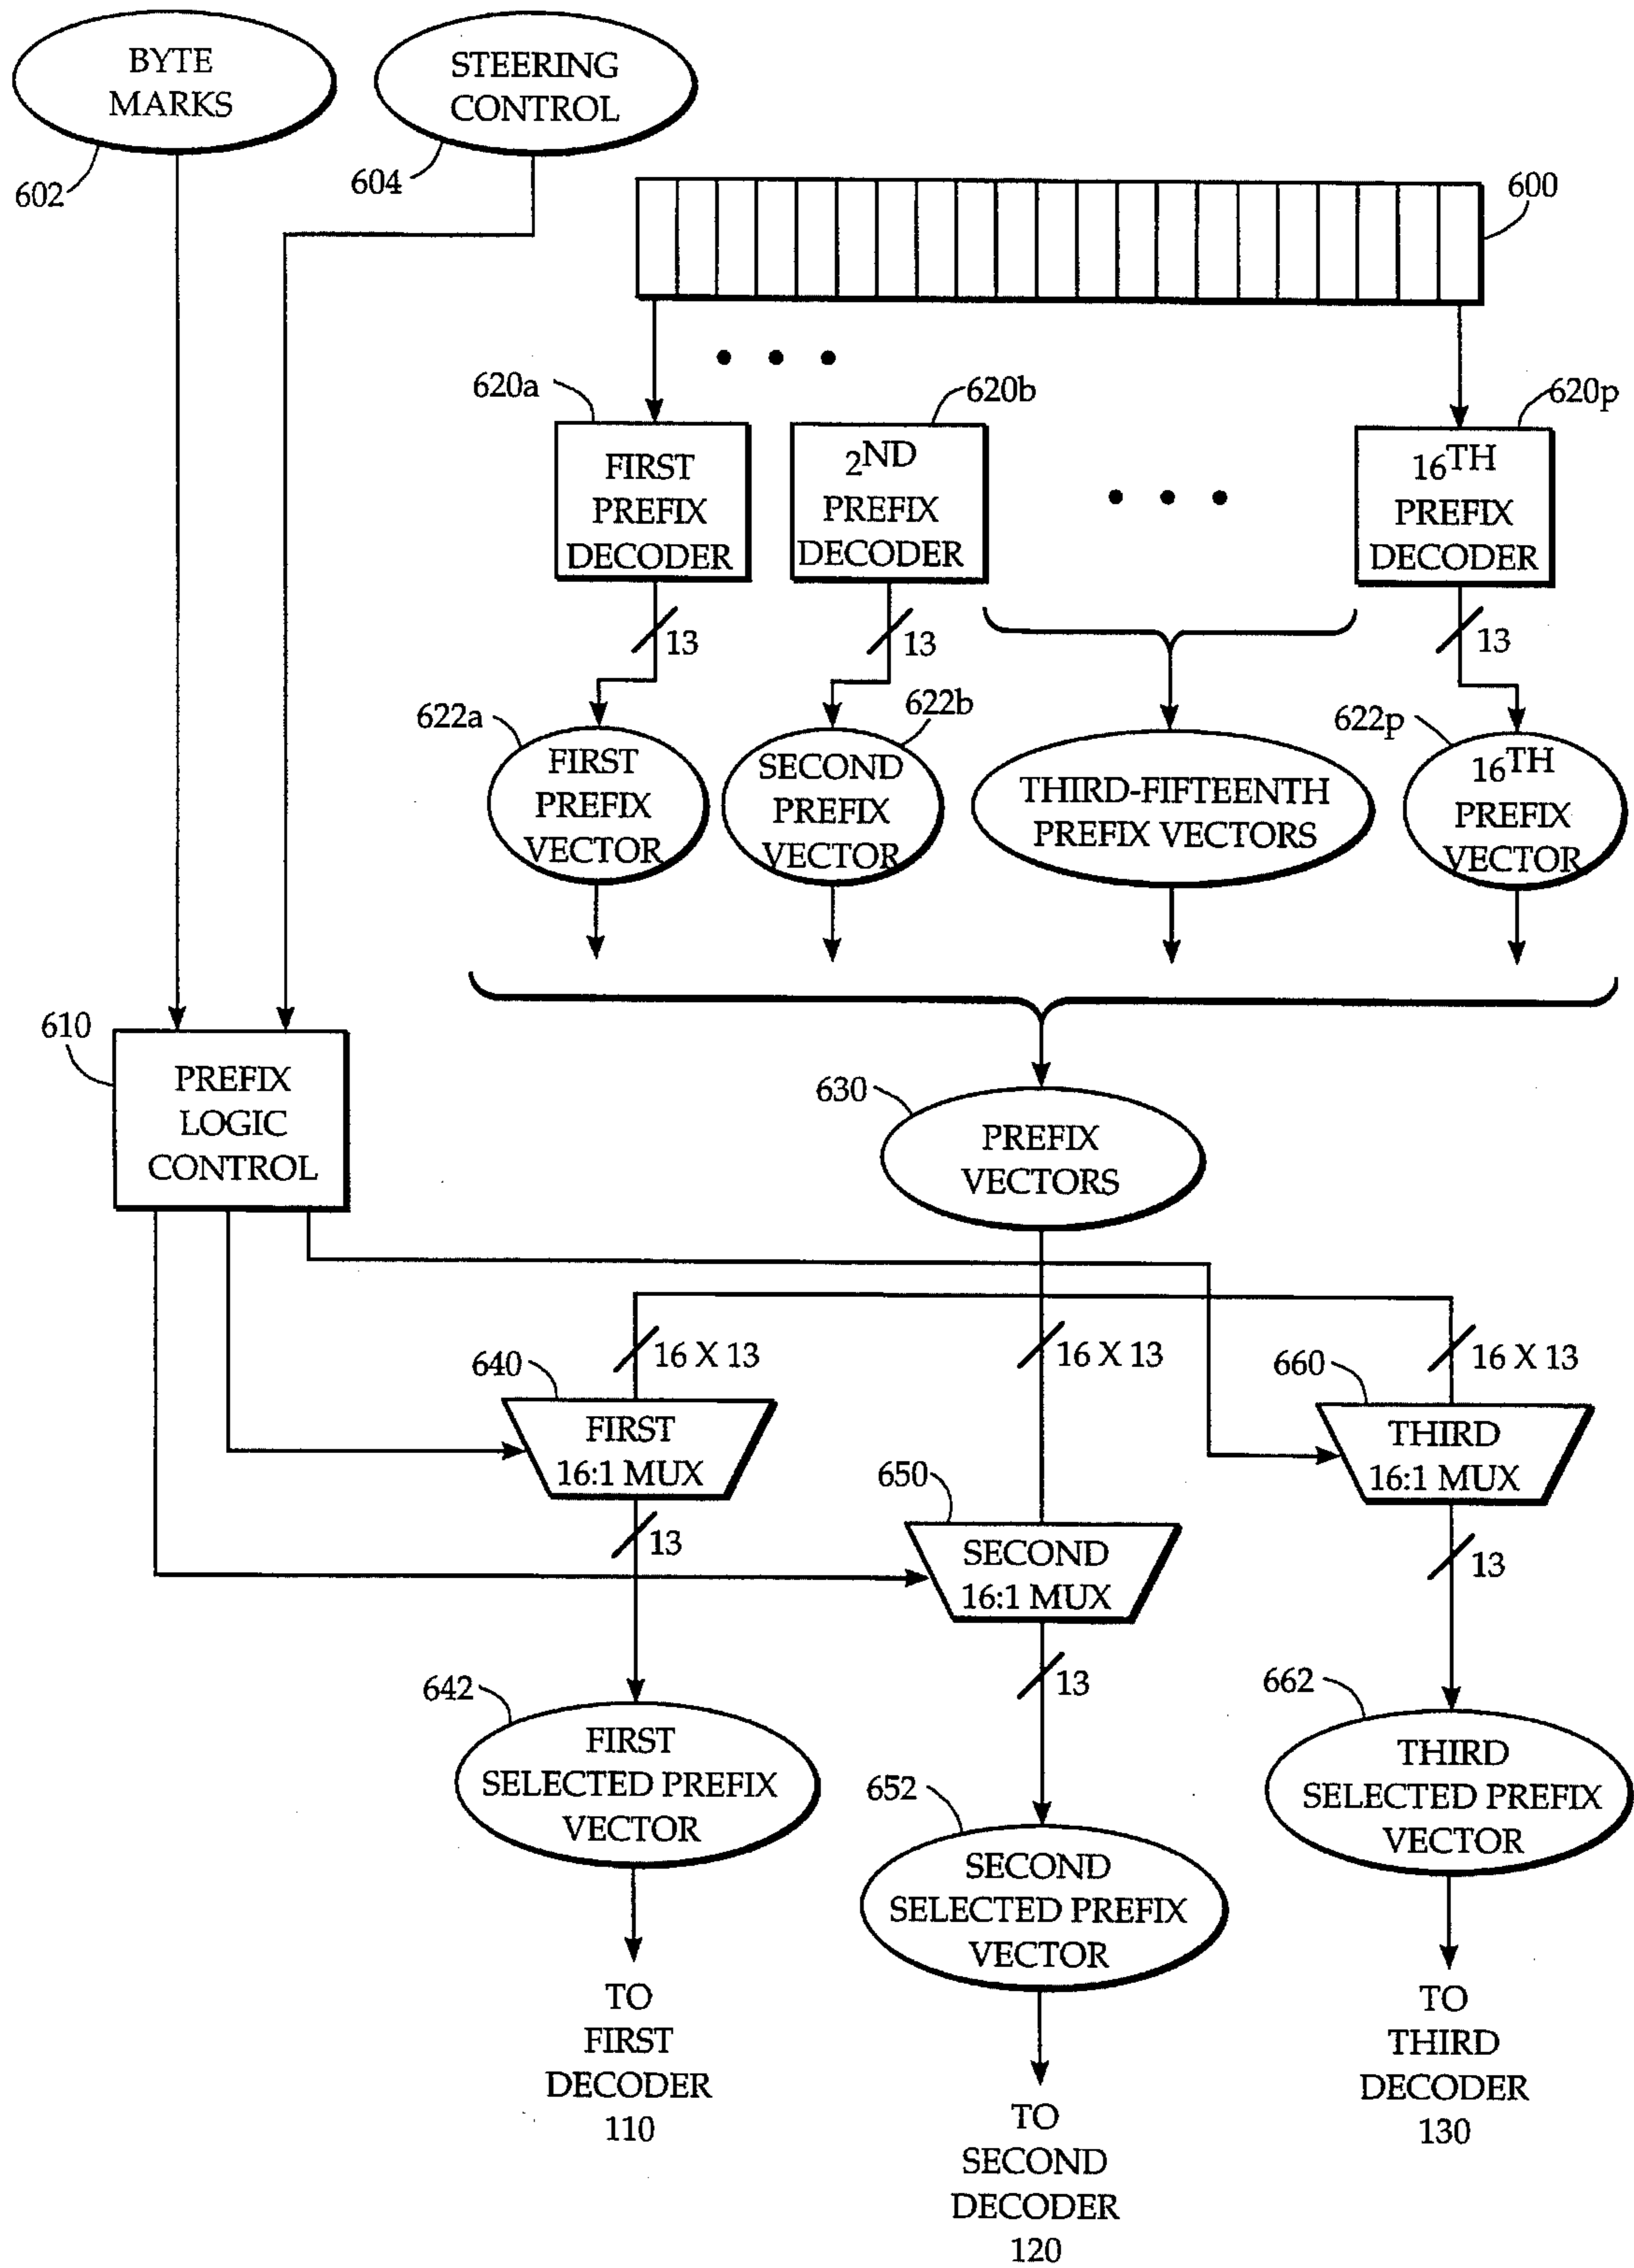 BYTE
MARKS
602
STEERING
CONTROL
604
600
620a
FIRST
PREFIX
DECODER
13
620b
2ND
PREFIX
DECODER
13
620p
16TH
PREFIX
DECODER
13
622a
FIRST
PREFIX
VECTOR
622b
SECOND
PREFIX
VECTOR
THIRD-FIFTEENTH
PREFIX VECTORS
622p
16TH
PREFIX
VECTOR
610
PREFIX
LOGIC
CONTROL
630
PREFIX
VECTORS
16 X 13
16 X 13
16 X 13
640
FIRST
16:1 MUX
13
650
SECOND
16:1 MUX
13
660
THIRD
16:1 MUX
13
642
FIRST
SELECTED PREFIX
VECTOR
652
SECOND
SELECTED PREFIX
VECTOR
662
THIRD
SELECTED PREFIX
VECTOR
TO
FIRST
DECODER
110
TO
SECOND
DECODER
120
TO
THIRD
DECODER
130